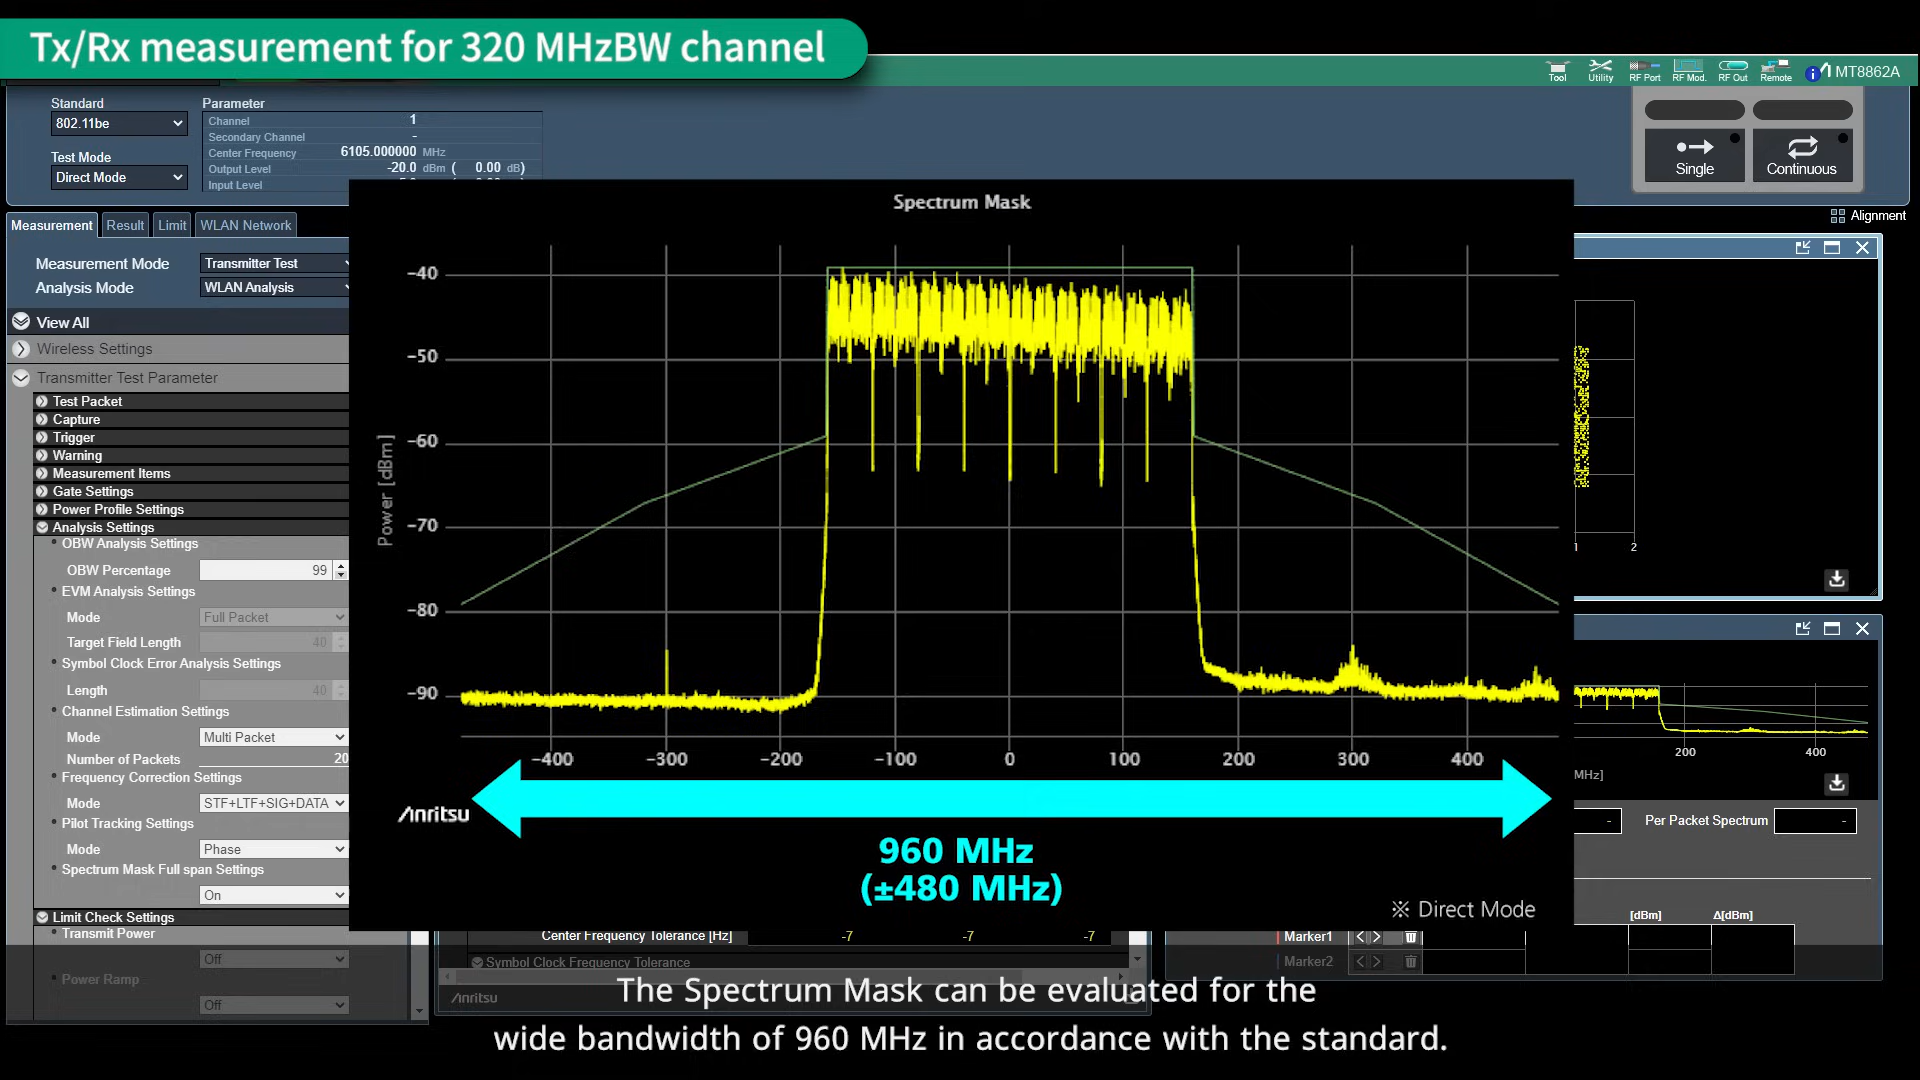 Tx/Rx measurement for 320 MHzBW channel
Tool
Utility
RF Port
RF Mod.
RF Out
Remote
MT8862A
Standard
802.11be
Test Mode
Direct Mode
Parameter
Channel 1
Secondary Channel -
Center Frequency 6105.000000 MHz
Output Level -20.0 dBm ( 0.00 dB)
Input Level
Single
Continuous
Alignment
Measurement
Result
Limit
WLAN Network
Measurement Mode Transmitter Test
Analysis Mode WLAN Analysis
View All
Wireless Settings
Transmitter Test Parameter
Test Packet
Capture
Trigger
Warning
Measurement Items
Gate Settings
Power Profile Settings
Analysis Settings
OBW Analysis Settings
OBW Percentage 99
EVM Analysis Settings
Mode Full Packet
Target Field Length 40
Symbol Clock Error Analysis Settings
Length 40
Channel Estimation Settings
Mode Multi Packet
Number of Packets 20
Frequency Correction Settings
Mode STF+LTF+SIG+DATA
Pilot Tracking Settings
Mode Phase
Spectrum Mask Full span Settings
On
Limit Check Settings
Transmit Power
Off
Power Ramp
Off
Spectrum Mask
Power [dBm]
-40
-50
-60
-70
-80
-90
-400 -300 -200 -100 0 100 200 300 400
Anritsu
960 MHz
(±480 MHz)
※ Direct Mode
1 2
200 400
MHz]
- Per Packet Spectrum -
[dBm] Δ[dBm]
Center Frequency Tolerance [Hz] -7 -7 -7
Symbol Clock Frequency Tolerance
Anritsu
Marker1
Marker2
The Spectrum Mask can be evaluated for the
wide bandwidth of 960 MHz in accordance with the standard.